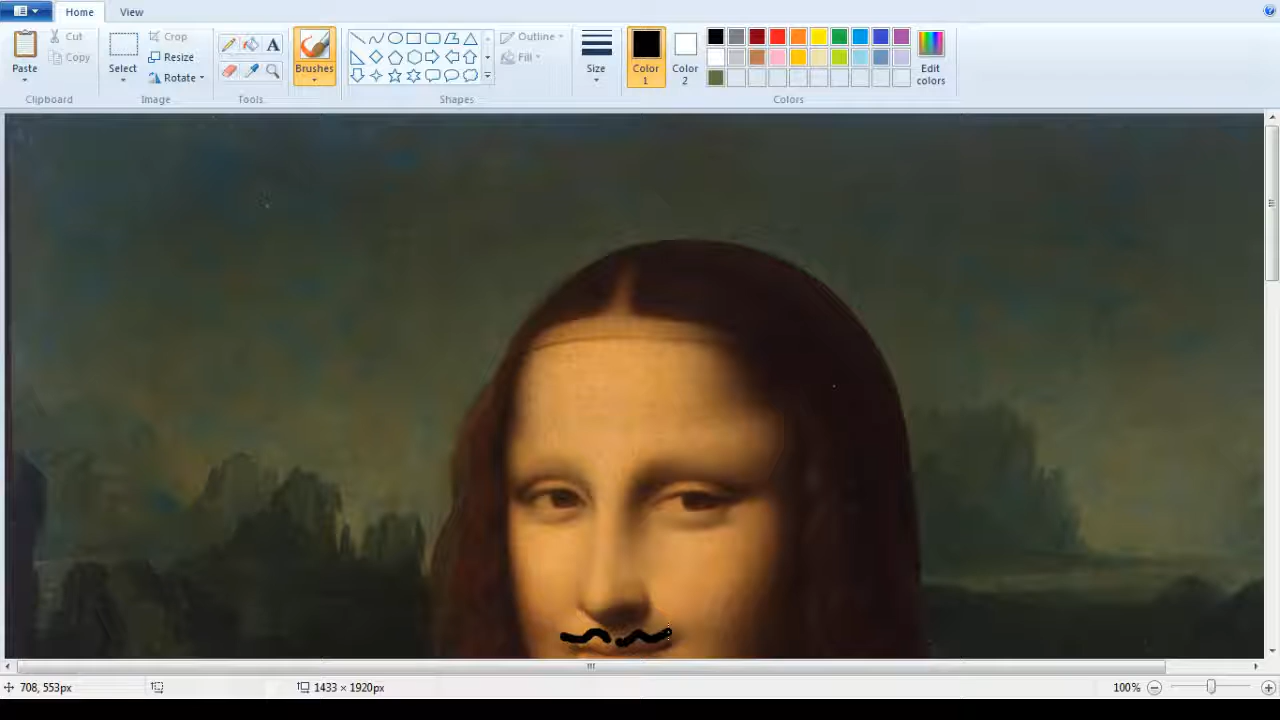 Home View
Cut
Copy
Paste
Clipboard
Crop
Resize
Rotate
Select
Image
A
Tools
Brushes
Shapes
Outline
Fill
Size
Color 1
Color 2
Edit colors
Colors
708, 553px
1433 × 1920px
100%